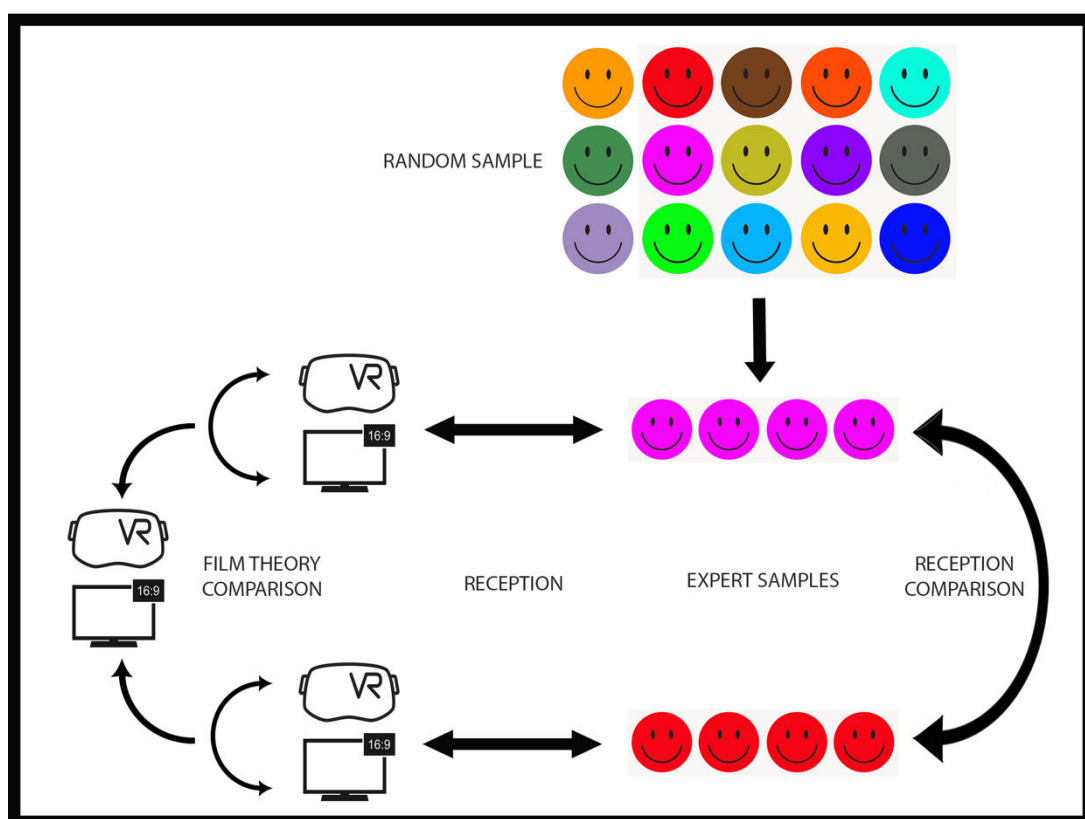 RANDOM SAMPLE
VR
16:9
VR
16:9
FILM THEORY
COMPARISON
RECEPTION
EXPERT SAMPLES
RECEPTION
COMPARISON
VR
16:9